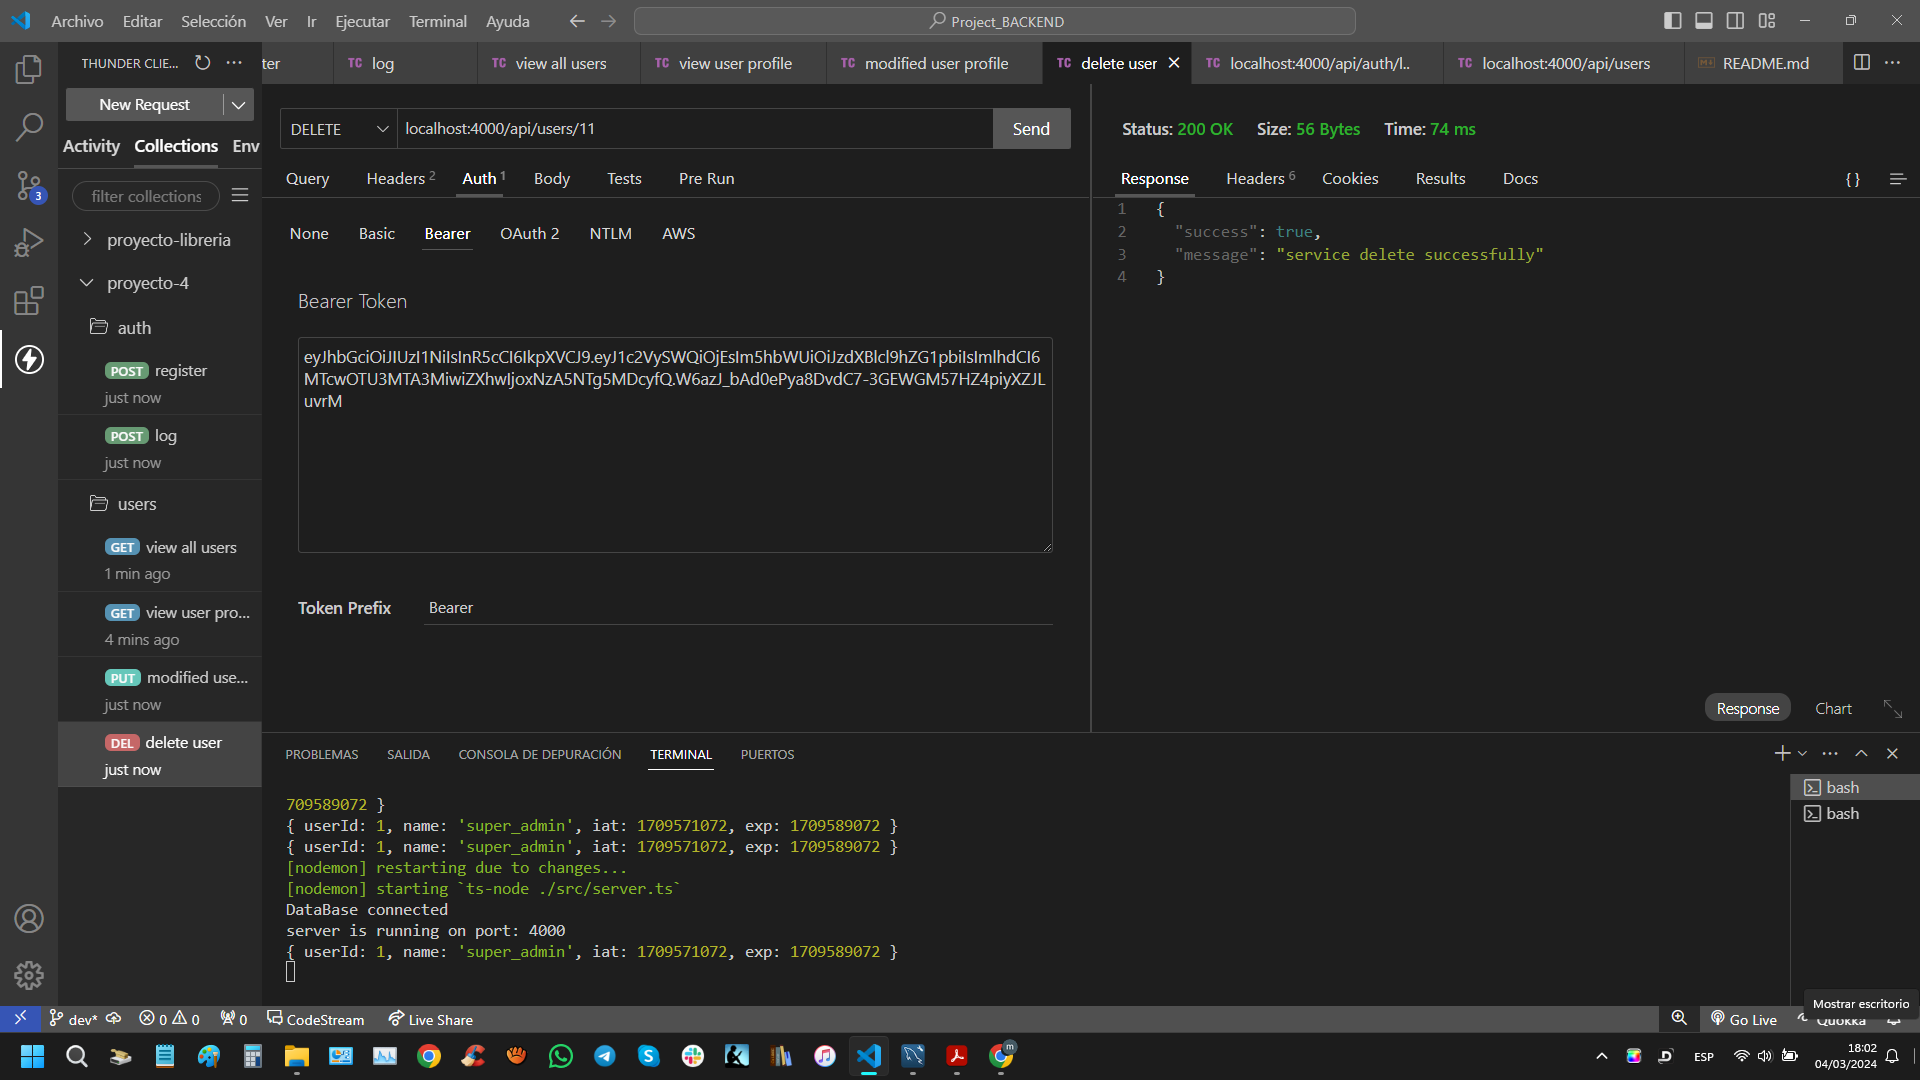 Archivo Editar Selección Ver Ir Ejecutar Terminal Ayuda
Project_BACKEND
THUNDER CLIE...
ter
TC log
TC view all users
TC view user profile
TC modified user profile
TC delete user
TC localhost:4000/api/auth/l..
TC localhost:4000/api/users
README.md
New Request
Activity Collections Env
filter collections
proyecto-libreria
proyecto-4
auth
POST register
just now
POST log
just now
users
GET view all users
1 min ago
GET view user pro...
4 mins ago
PUT modified use...
just now
DEL delete user
just now
3
DELETE localhost:4000/api/users/11 Send
Query Headers 2 Auth 1 Body Tests Pre Run
None Basic Bearer OAuth 2 NTLM AWS
Bearer Token
eyJhbGciOiJIUzI1NiIsInR5cCI6IkpXVCJ9.eyJ1c2VySWQiOjEsIm5hbWUiOiJzdXBlcl9hZG1pbiIsImlhdCI6
MTcwOTU3MTA3MiwiZXhwIjoxNzA5NTg5MDcyfQ.W6azJ_bAd0ePya8DvdC7-3GEWGM57HZ4piyXZJL
uvrM
Token Prefix Bearer
Status: 200 OK Size: 56 Bytes Time: 74 ms
Response Headers 6 Cookies Results Docs { }
1 {
2 "success": true,
3 "message": "service delete successfully"
4 }
Response Chart
PROBLEMAS SALIDA CONSOLA DE DEPURACIÓN TERMINAL PUERTOS
709589072 }
{ userId: 1, name: 'super_admin', iat: 1709571072, exp: 1709589072 }
{ userId: 1, name: 'super_admin', iat: 1709571072, exp: 1709589072 }
[nodemon] restarting due to changes...
[nodemon] starting `ts-node ./src/server.ts`
DataBase connected
server is running on port: 4000
{ userId: 1, name: 'super_admin', iat: 1709571072, exp: 1709589072 }
bash
bash
Mostrar escritorio
dev* 0 0 0 CodeStream Live Share
Go Live Quokka
ESP
18:02
04/03/2024